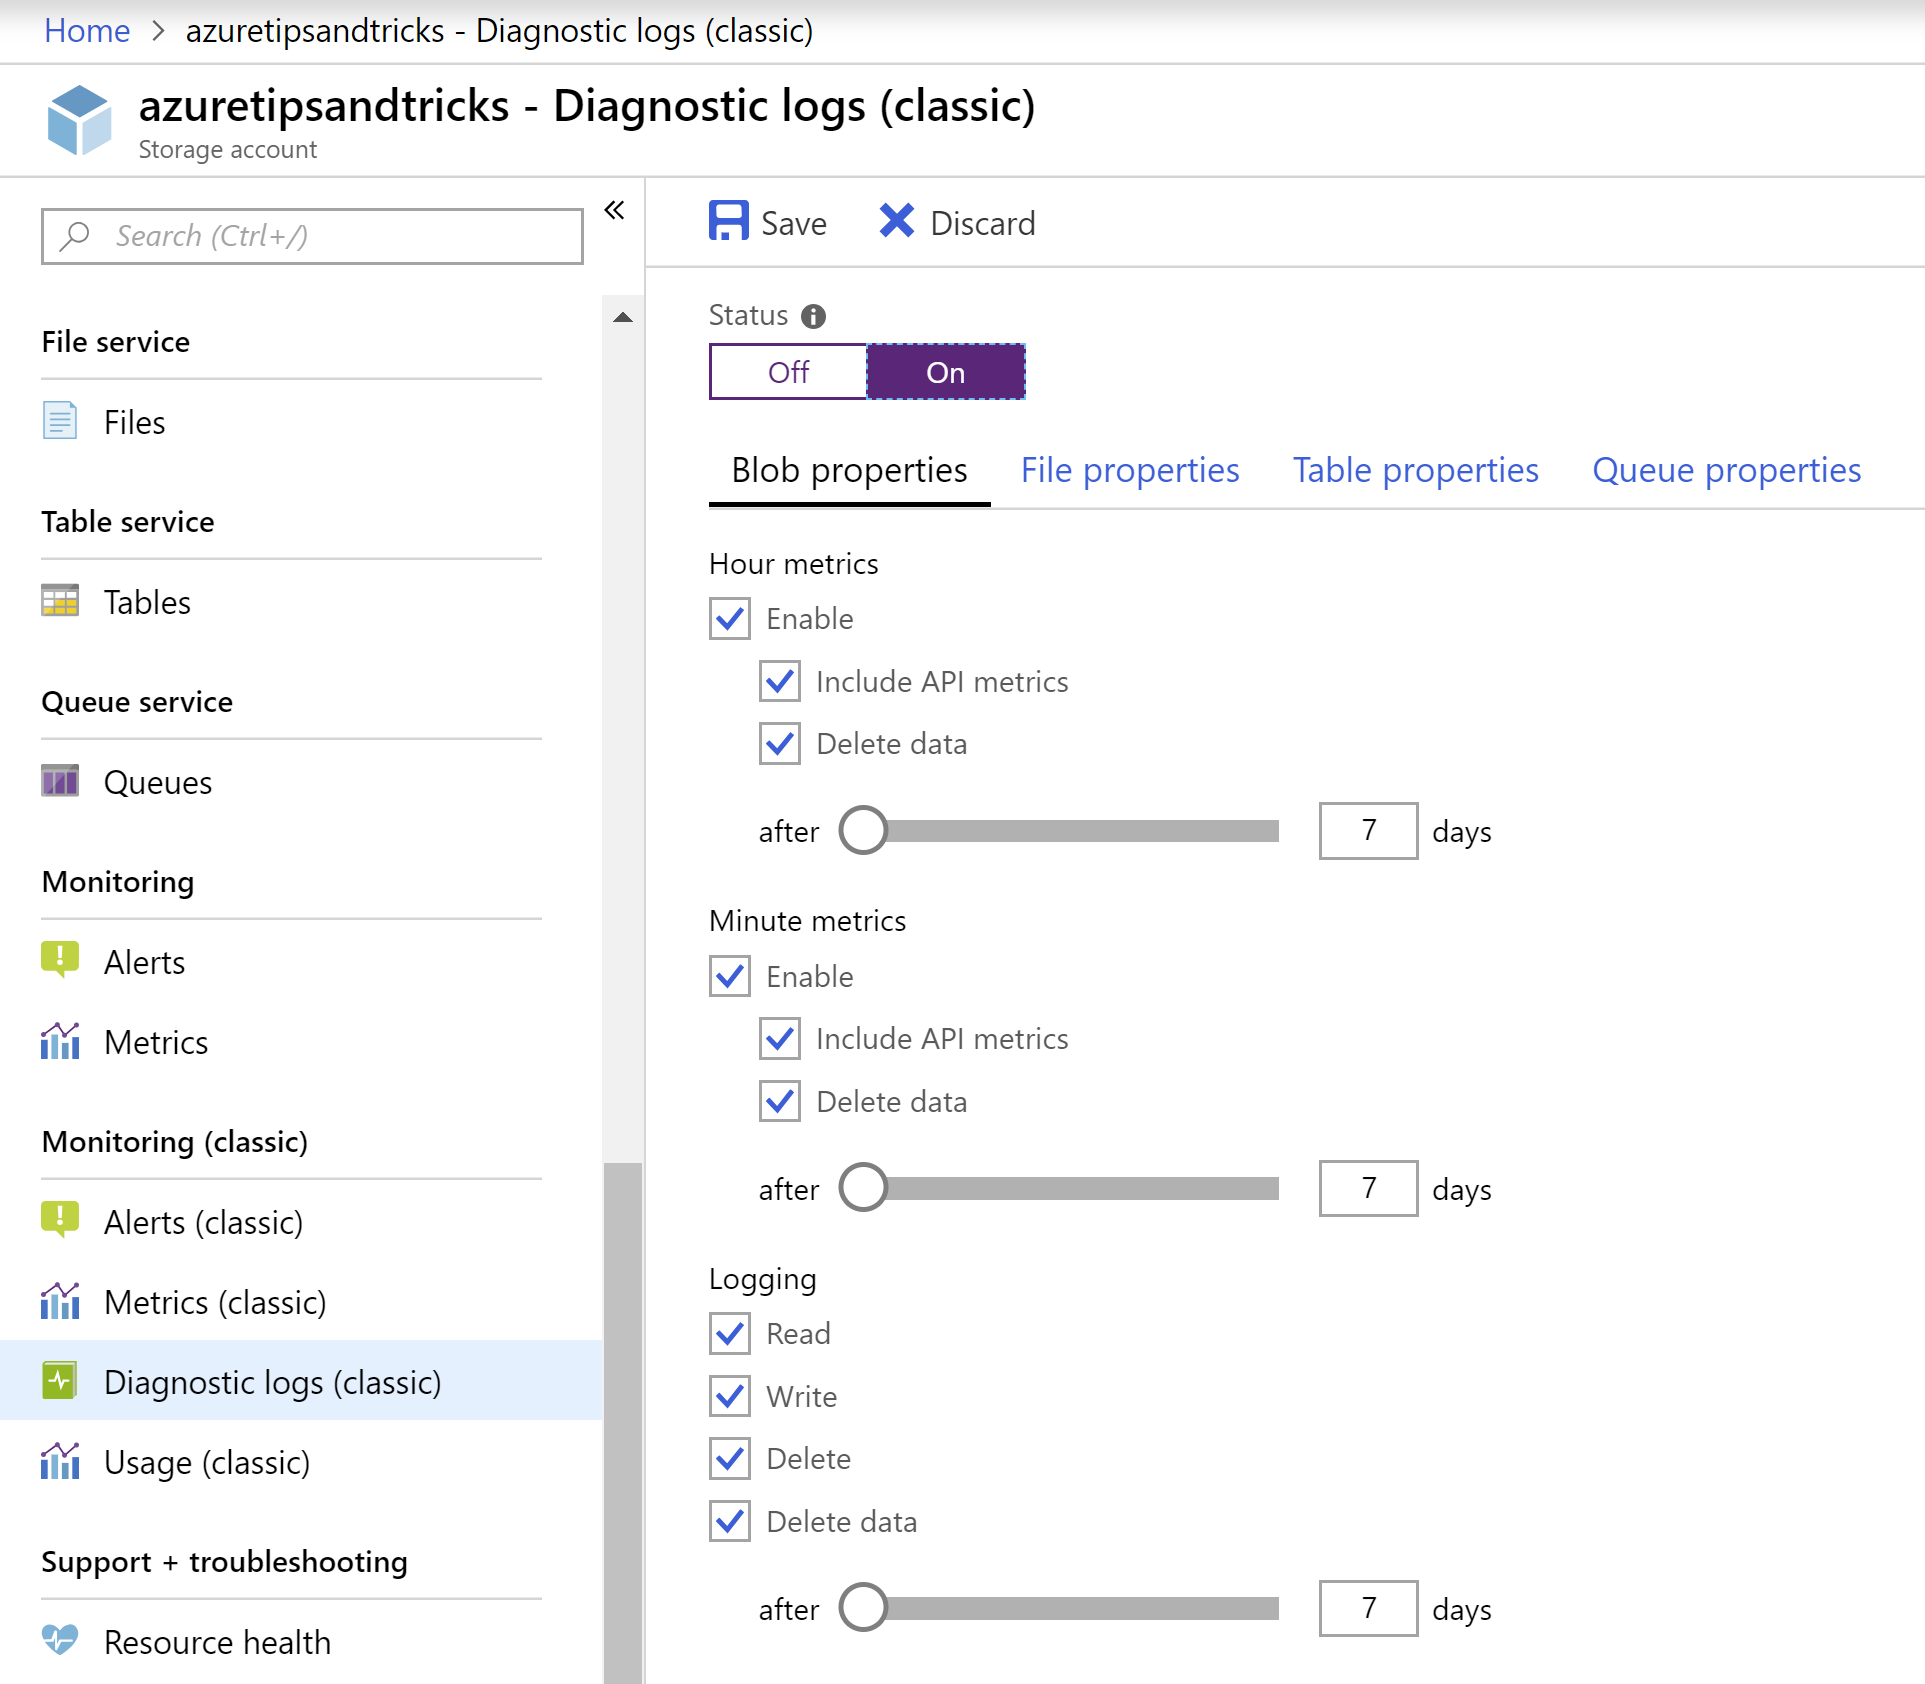 Home > azuretipsandtricks - Diagnostic logs (classic)
azuretipsandtricks - Diagnostic logs (classic)
Storage account
Search (Ctrl+/)
File service
Files
Table service
Tables
Queue service
Queues
Monitoring
Alerts
Metrics
Monitoring (classic)
Alerts (classic)
Metrics (classic)
Diagnostic logs (classic)
Usage (classic)
Support + troubleshooting
Resource health
Save Discard
Status
Off On
Blob properties File properties Table properties Queue properties
Hour metrics
Enable
Include API metrics
Delete data
after 7 days
Minute metrics
Enable
Include API metrics
Delete data
after 7 days
Logging
Read
Write
Delete
Delete data
after 7 days